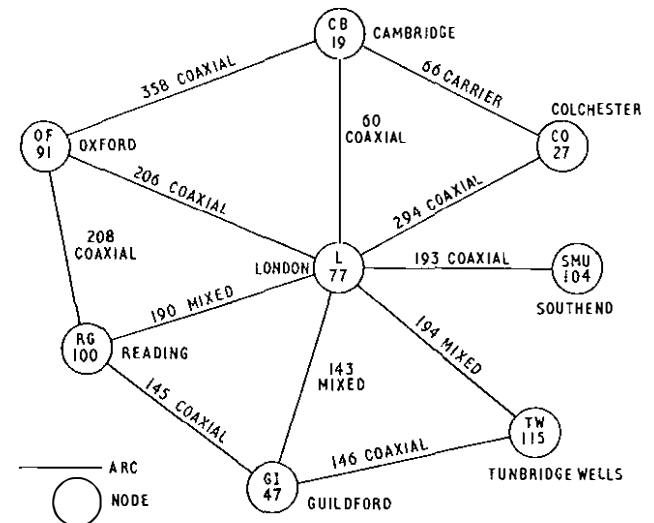 CB
19
CAMBRIDGE
358 COAXIAL
66 CARRIER
COLCHESTER
CO
27
60
COAXIAL
OF
91
OXFORD
206 COAXIAL
294 COAXIAL
208
COAXIAL
LONDON
L
77
193 COAXIAL
SMU
104
SOUTHEND
190 MIXED
RG
100
READING
194 MIXED
143
MIXED
145 COAXIAL
146 COAXIAL
TW
115
TUNBRIDGE WELLS
ARC
NODE
GI
47
GUILDFORD